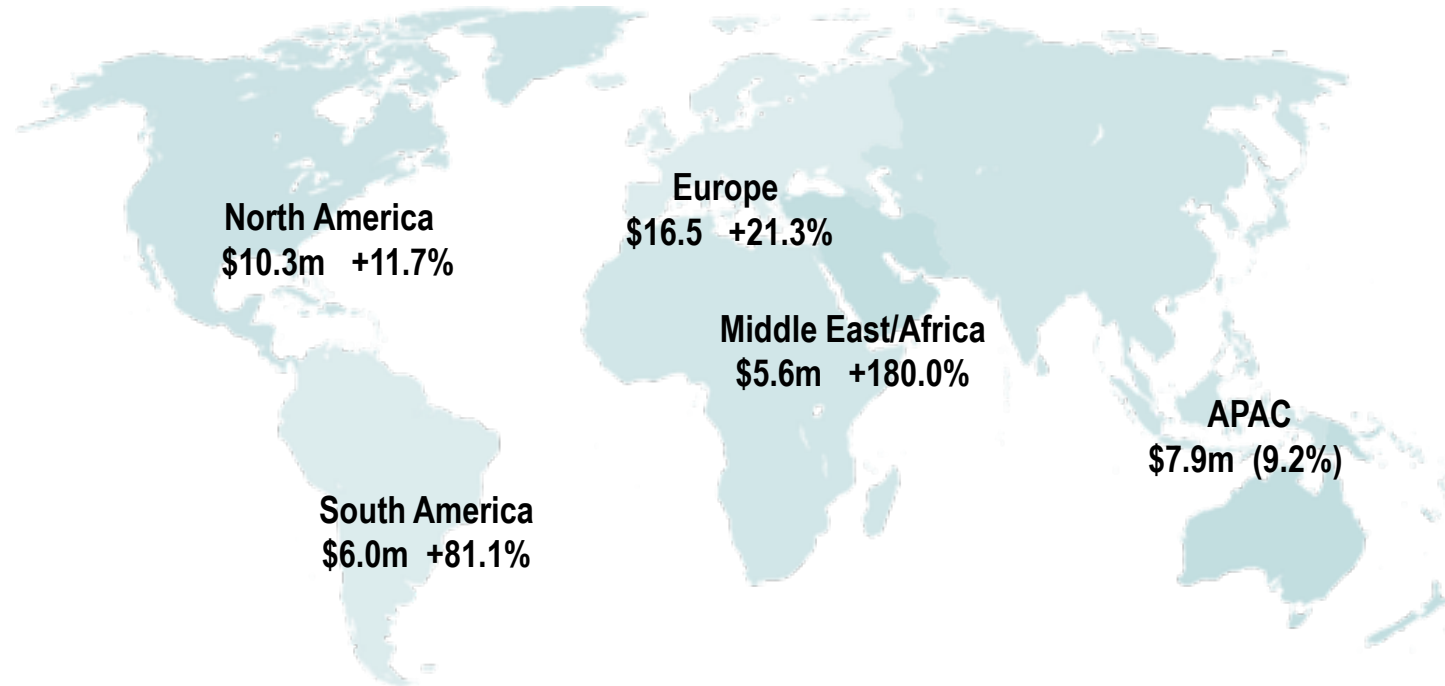 North America
$10.3m +11.7%
Europe
$16.5 +21.3%
Middle East/Africa
$5.6m +180.0%
APAC
$7.9m (9.2%)
South America
$6.0m +81.1%